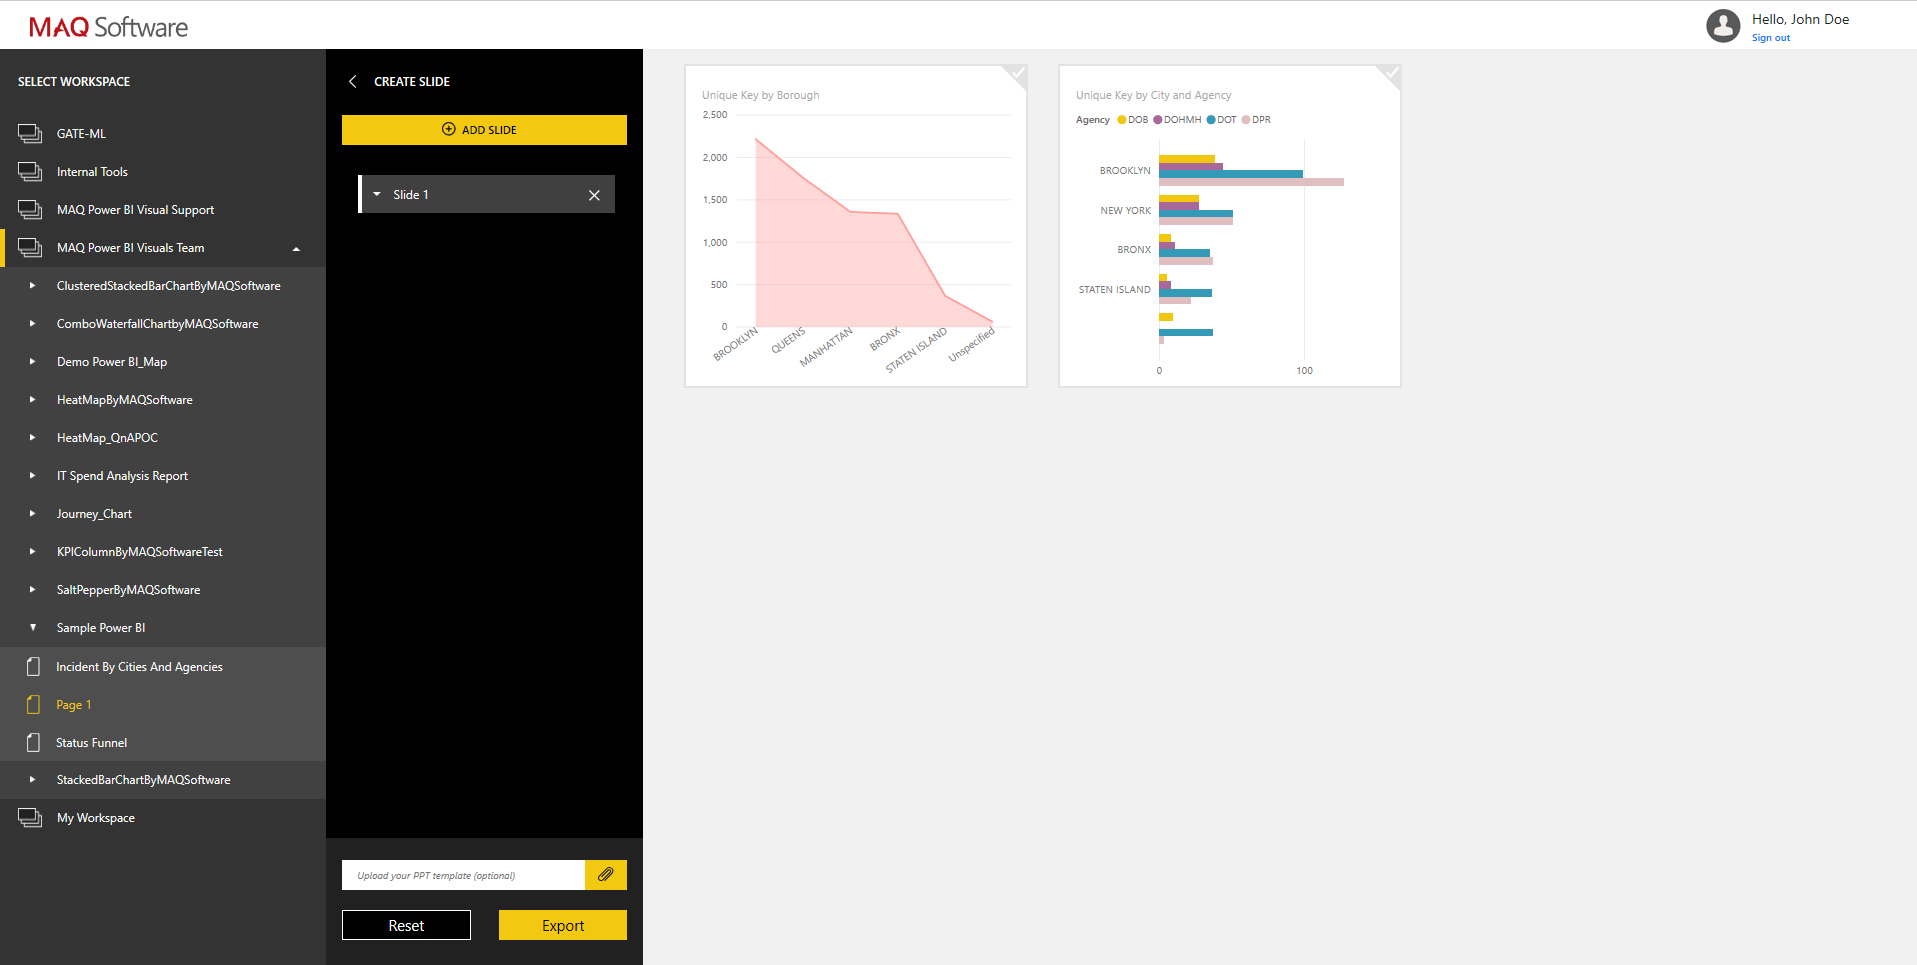 MAQ Software
Hello, John Doe
Sign out
SELECT WORKSPACE
GATE-ML
Internal Tools
MAQ Power BI Visual Support
MAQ Power BI Visuals Team
ClusteredStackedBarChartByMAQSoftware
ComboWaterfallChartbyMAQSoftware
Demo Power BI_Map
HeatMapByMAQSoftware
HeatMap_QnAPOC
IT Spend Analysis Report
Journey_Chart
KPIColumnByMAQSoftwareTest
SaltPepperByMAQSoftware
Sample Power BI
Incident By Cities And Agencies
Page 1
Status Funnel
StackedBarChartByMAQSoftware
My Workspace
CREATE SLIDE
ADD SLIDE
Slide 1
Upload your PPT template (optional)
Reset
Export
Unique Key by Borough
2,500
2,000
1,500
1,000
500
0
BROOKLYN
QUEENS
MANHATTAN
BRONX
STATEN ISLAND
Unspecified
Unique Key by City and Agency
Agency DOB DOHMH DOT DPR
BROOKLYN
NEW YORK
BRONX
STATEN ISLAND
0 100